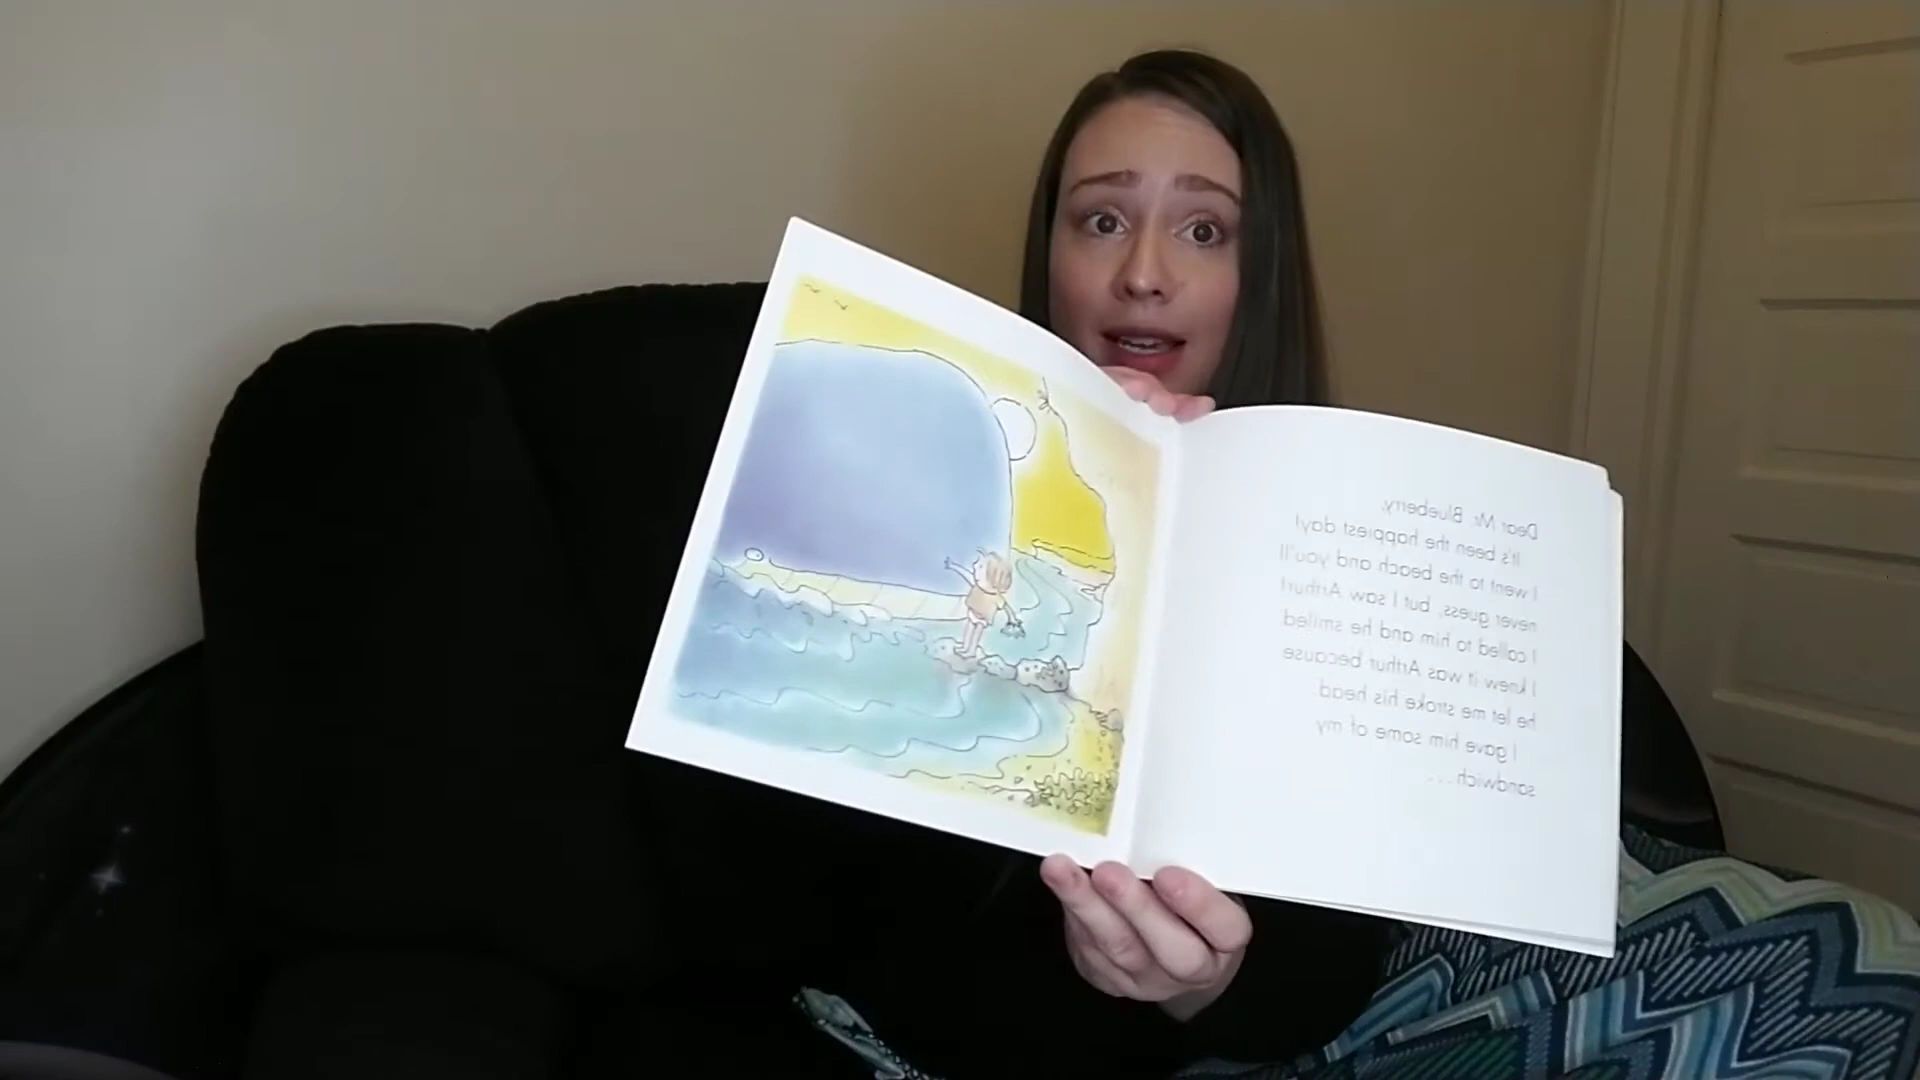 Dear Mr. Blueberry,
It's been the happiest day!
I went to the beach and you'll
never guess, but I saw Arthur!
I called to him and he smiled.
I knew it was Arthur because
he let me stroke his head.
I gave him some of my
sandwich....